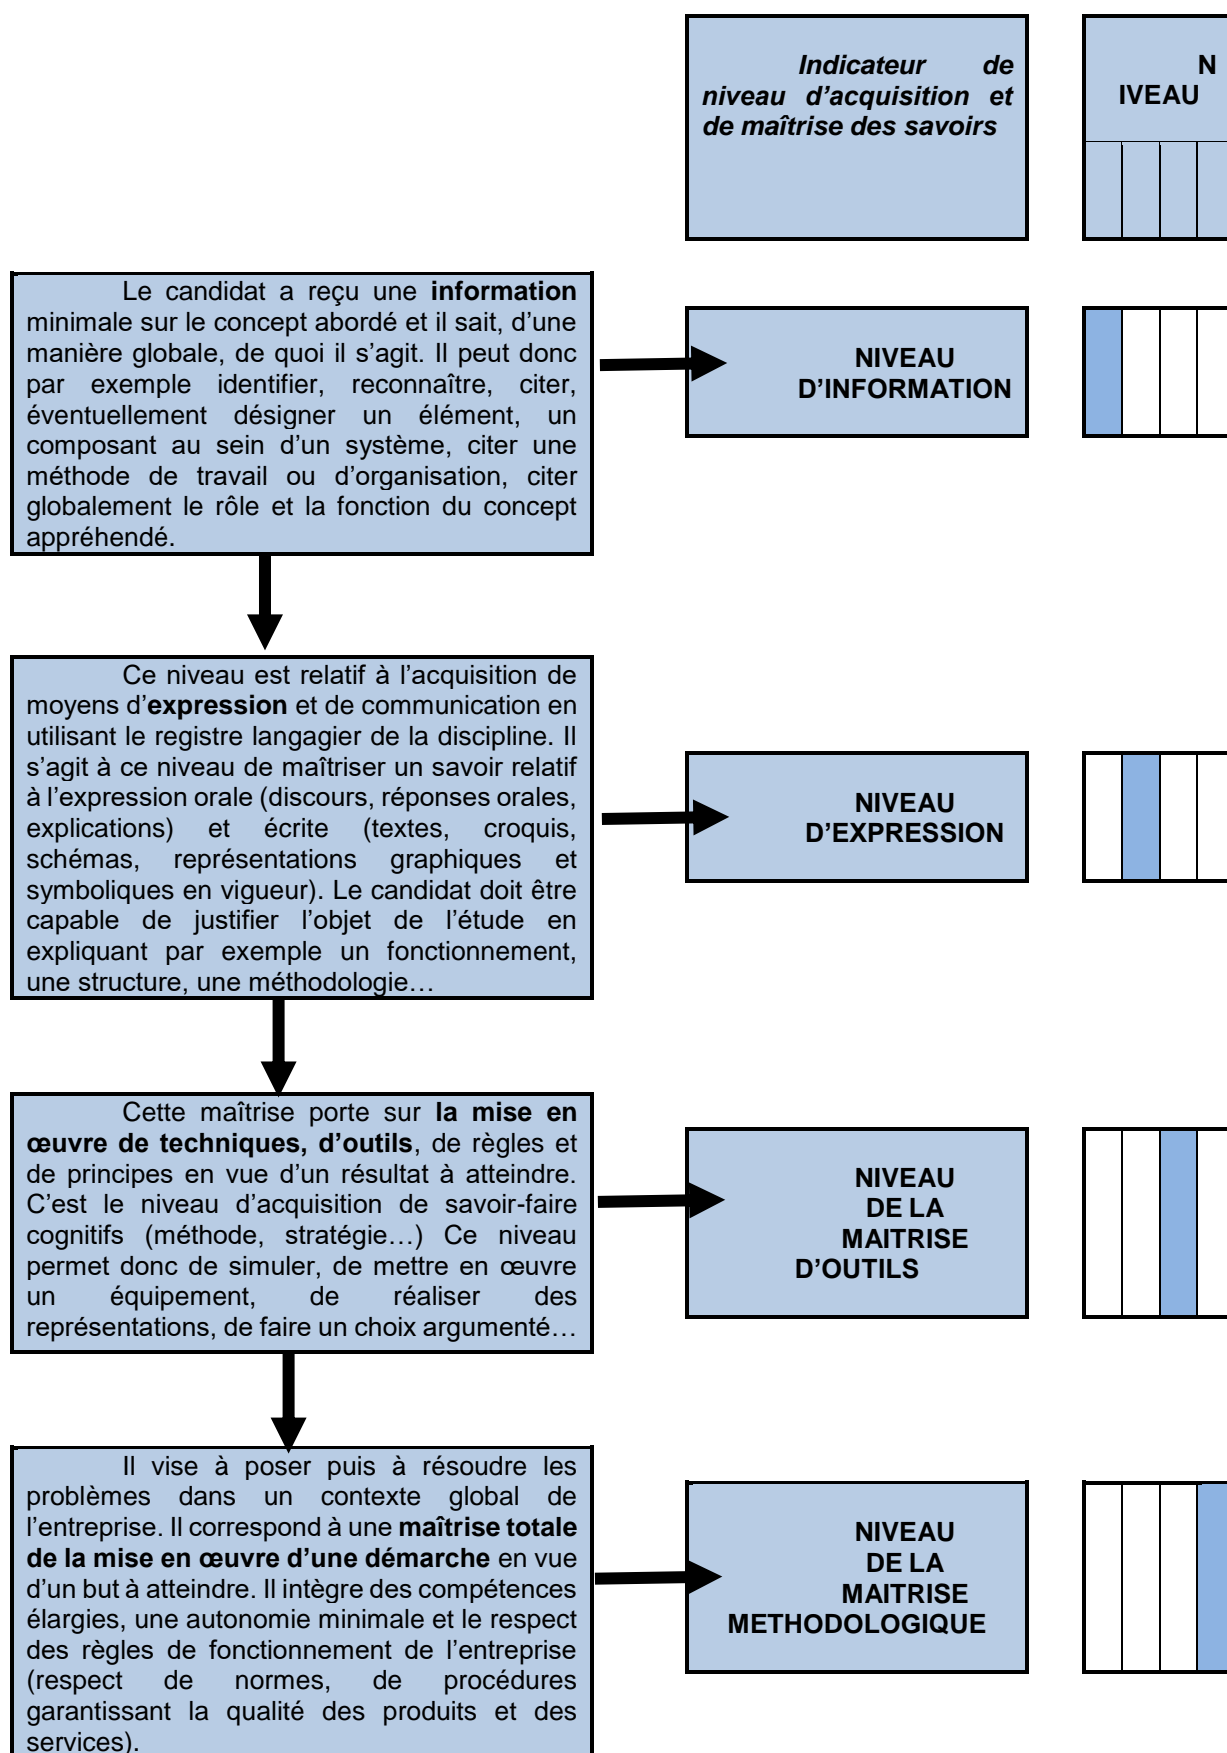 Indicateur de
niveau d’acquisition et
de maîtrise des savoirs
N
IVEAU
Le candidat a reçu une information
minimale sur le concept abordé et il sait, d’une
manière globale, de quoi il s’agit. Il peut donc
par exemple identifier, reconnaître, citer,
éventuellement désigner un élément, un
composant au sein d’un système, citer une
méthode de travail ou d’organisation, citer
globalement le rôle et la fonction du concept
appréhendé.
NIVEAU
D’INFORMATION
Ce niveau est relatif à l’acquisition de
moyens d’expression et de communication en
utilisant le registre langagier de la discipline. Il
s’agit à ce niveau de maîtriser un savoir relatif
à l’expression orale (discours, réponses orales,
explications) et écrite (textes, croquis,
schémas, représentations graphiques et
symboliques en vigueur). Le candidat doit être
capable de justifier l’objet de l’étude en
expliquant par exemple un fonctionnement,
une structure, une méthodologie…
NIVEAU
D’EXPRESSION
Cette maîtrise porte sur la mise en
œuvre de techniques, d’outils, de règles et
de principes en vue d’un résultat à atteindre.
C’est le niveau d’acquisition de savoir-faire
cognitifs (méthode, stratégie…) Ce niveau
permet donc de simuler, de mettre en œuvre
un équipement, de réaliser des
représentations, de faire un choix argumenté…
NIVEAU
DE LA
MAITRISE
D’OUTILS
Il vise à poser puis à résoudre les
problèmes dans un contexte global de
l’entreprise. Il correspond à une maîtrise totale
de la mise en œuvre d’une démarche en vue
d’un but à atteindre. Il intègre des compétences
élargies, une autonomie minimale et le respect
des règles de fonctionnement de l’entreprise
(respect de normes, de procédures
garantissant la qualité des produits et des
services).
NIVEAU
DE LA
MAITRISE
METHODOLOGIQUE